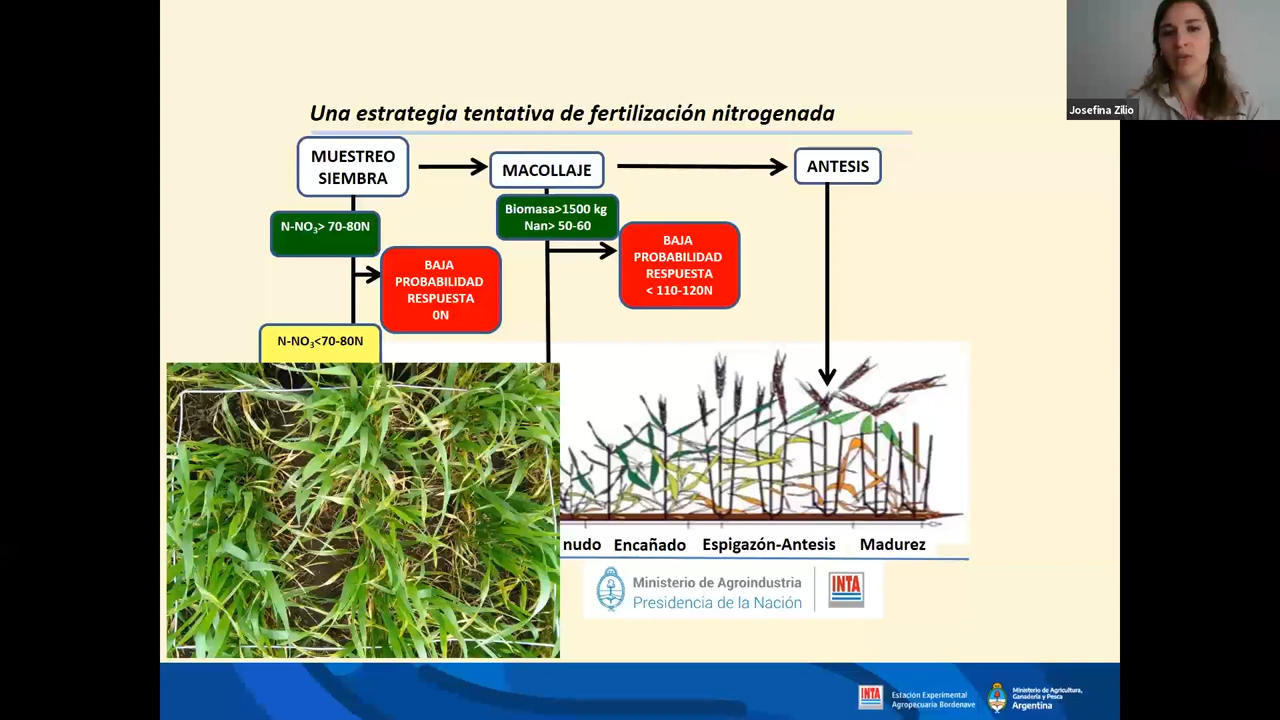 Josefina Zilio
Una estrategia tentativa de fertilización nitrogenada
MUESTREO
SIEMBRA
MACOLLAJE
ANTESIS
N-NO₃> 70-80N
Biomasa>1500 kg
Nan> 50-60
BAJA
PROBABILIDAD
RESPUESTA
0N
BAJA
PROBABILIDAD
RESPUESTA
< 110-120N
N-NO₃<70-80N
nudo
Encañado
Espigazón-Antesis
Madurez
Ministerio de Agroindustria
Presidencia de la Nación
INTA
INTA
Estación Experimental
Agropecuaria Bordenave
Ministerio de Agricultura,
Ganadería y Pesca
Argentina